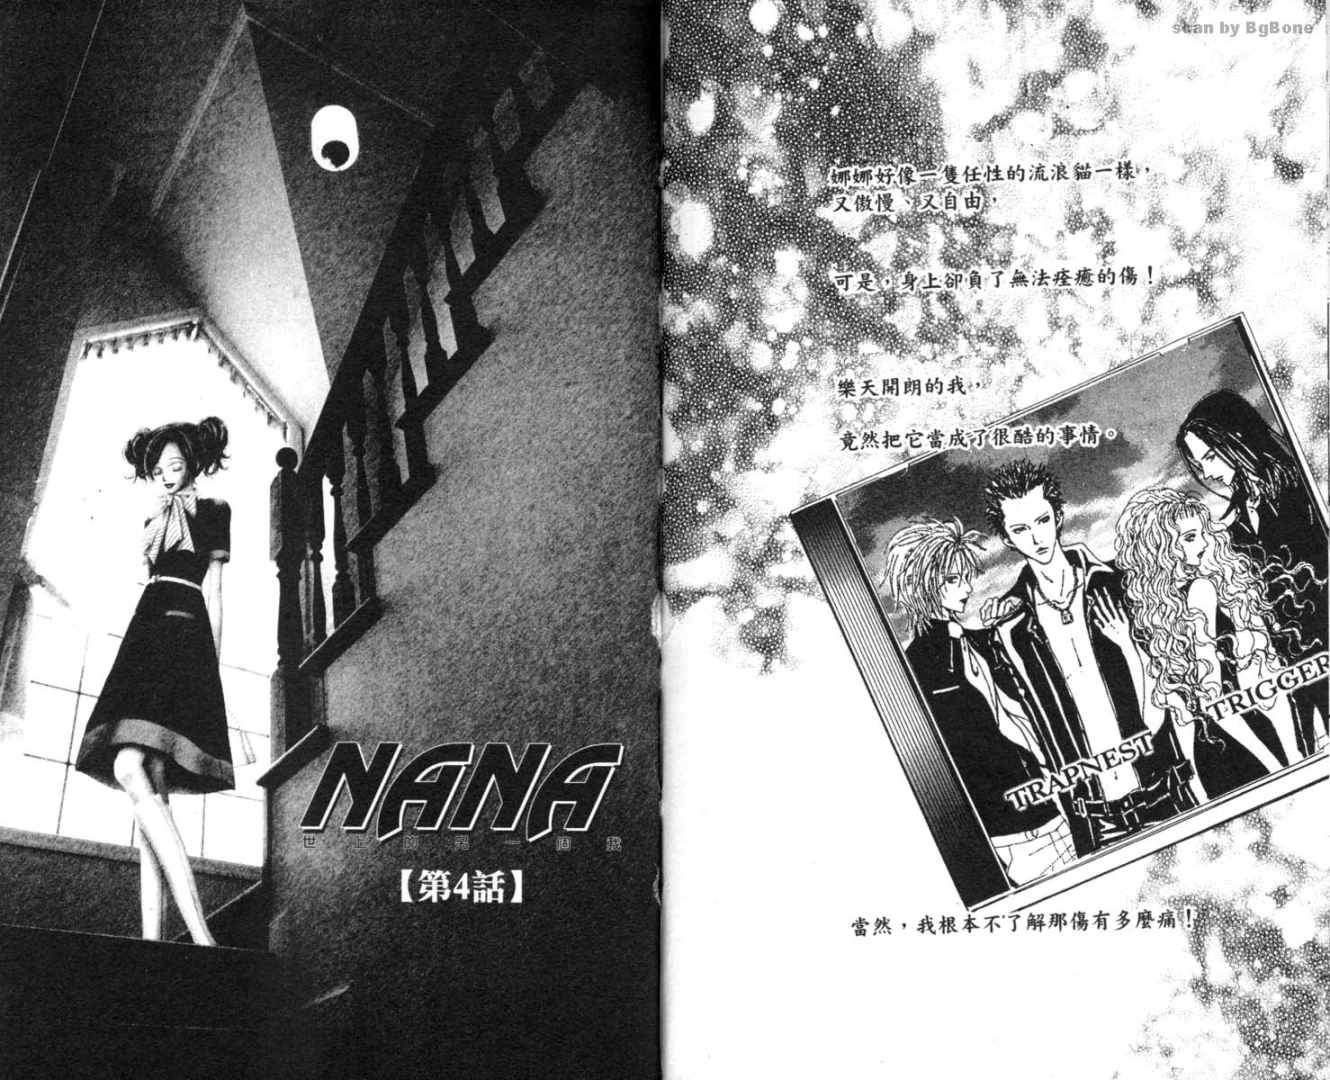 scan by BgBone
娜娜好像一隻任性的流浪貓一樣，
又傲慢、又自由，
可是，身上卻負了無法痊癒的傷！
樂天開朗的我，
竟然把它當成了很酷的事情。
TRAPNEST
TRIGGER
當然，我根本不了解那傷有多麼痛！
NANA
世上的另一個我
【第4話】